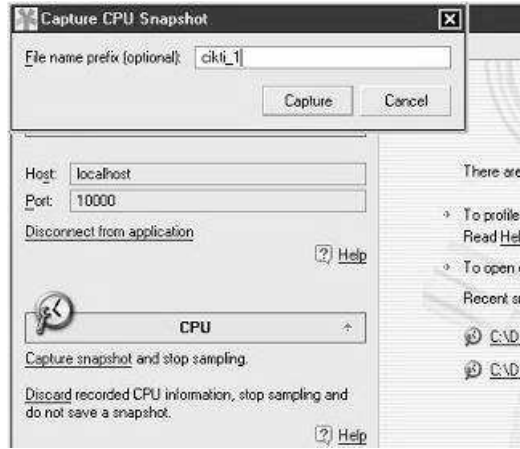 Capture CPU Snapshot
File name prefix (optional): cikti_1
Capture Cancel
Host: localhost
Port: 10000
Disconnect from application
Help
CPU
Capture snapshot and stop sampling.
Discard recorded CPU information, stop sampling and
do not save a snapshot.
Help
There are
To profile
Read Hel
To open
Recent s
C:\D
C:\D